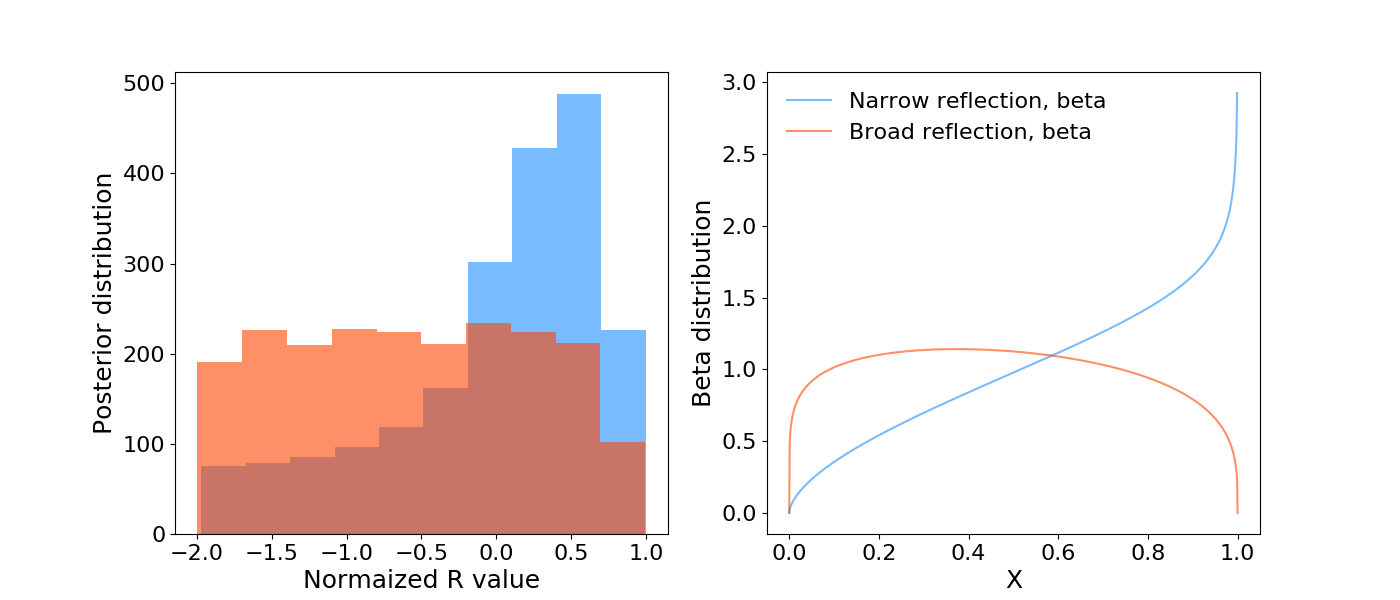 500
400
300
200
100
0
Posterior distribution
−2.0 −1.5 −1.0 −0.5 0.0 0.5 1.0
Normaized R value
3.0
2.5
2.0
1.5
1.0
0.5
0.0
Beta distribution
Narrow reflection, beta
Broad reflection, beta
0.0 0.2 0.4 0.6 0.8 1.0
X